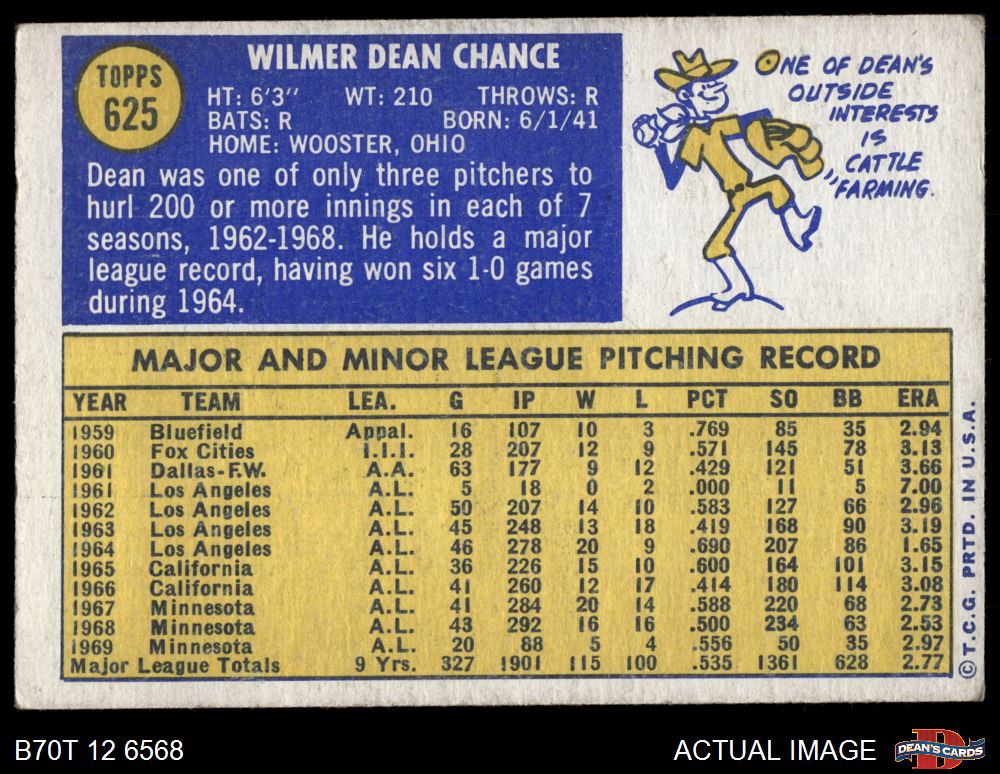 TOPPS
625
WILMER DEAN CHANCE
HT: 6'3" WT: 210 THROWS: R
BATS: R BORN: 6/1/41
HOME: WOOSTER, OHIO
Dean was one of only three pitchers to
hurl 200 or more innings in each of 7
seasons, 1962-1968. He holds a major
league record, having won six 1-0 games
during 1964.
ONE OF DEAN'S
OUTSIDE
INTERESTS
IS
CATTLE
FARMING.
MAJOR AND MINOR LEAGUE PITCHING RECORD
YEAR TEAM LEA. G IP W L PCT SO BB ERA
1959 Bluefield Appal. 16 107 10 3 .769 85 35 2.94
1960 Fox Cities I.I.I. 28 207 12 9 .571 145 78 3.13
1961 Dallas-F.W. A.A. 63 177 9 12 .429 121 51 3.66
1961 Los Angeles A.L. 5 18 0 2 .000 11 5 7.00
1962 Los Angeles A.L. 50 207 14 10 .583 127 66 2.96
1963 Los Angeles A.L. 45 248 13 18 .419 168 90 3.19
1964 Los Angeles A.L. 46 278 20 9 .690 207 86 1.65
1965 California A.L. 36 226 15 10 .600 164 101 3.15
1966 California A.L. 41 260 12 17 .414 180 114 3.08
1967 Minnesota A.L. 41 284 20 14 .588 220 68 2.73
1968 Minnesota A.L. 43 292 16 16 .500 234 63 2.53
1969 Minnesota A.L. 20 88 5 4 .556 50 35 2.97
Major League Totals 9 Yrs. 327 1901 115 100 .535 1361 628 2.77
© T.C.G. PRTD. IN U.S.A.
B70T 12 6568
ACTUAL IMAGE
DEAN'S CARDS